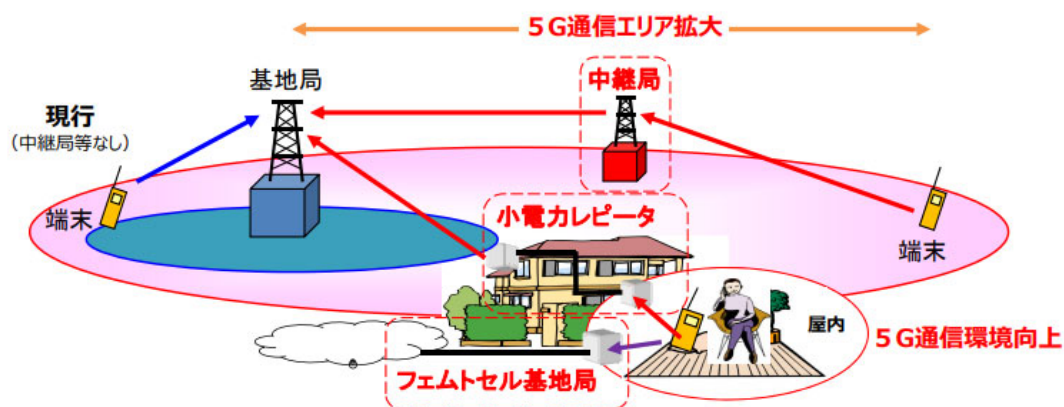 ５G通信エリア拡大
基地局
中継局
現行
（中継局等なし）
端末
小電力レピータ
端末
屋内
５G通信環境向上
フェムトセル基地局